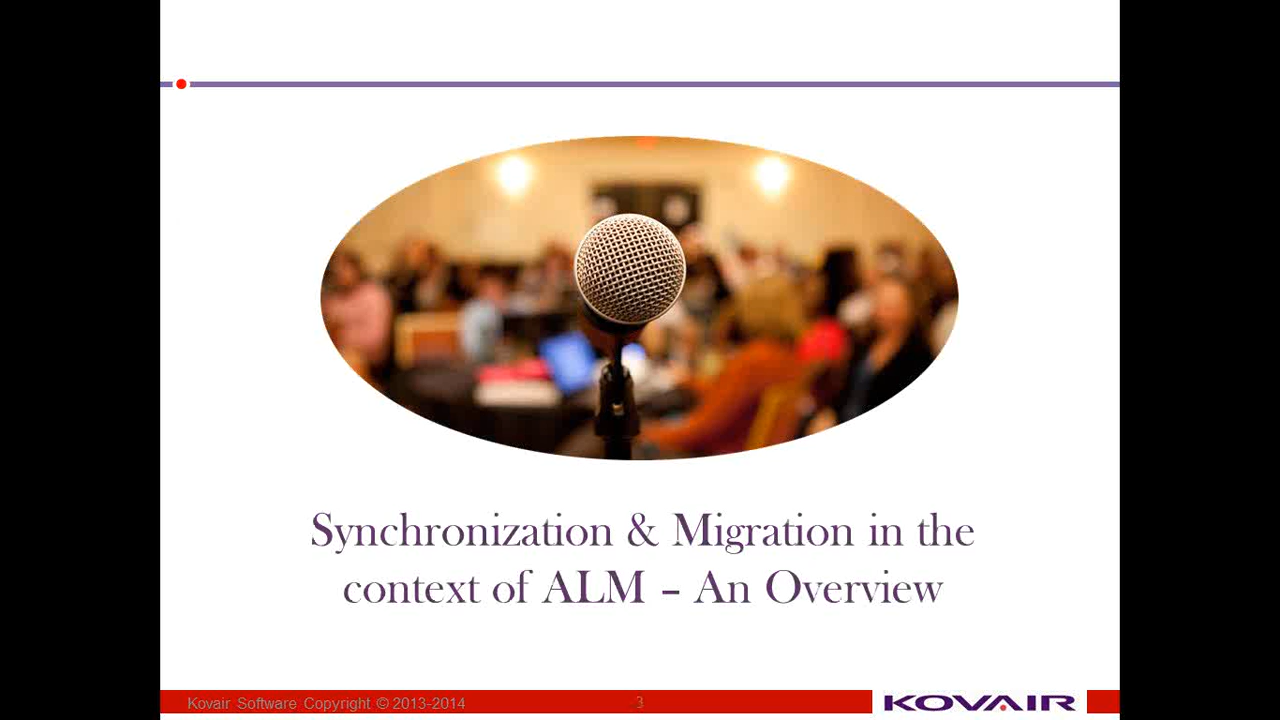 Synchronization & Migration in the
context of ALM – An Overview
Kovair Software Copyright © 2013-2014
3
KOVAIR